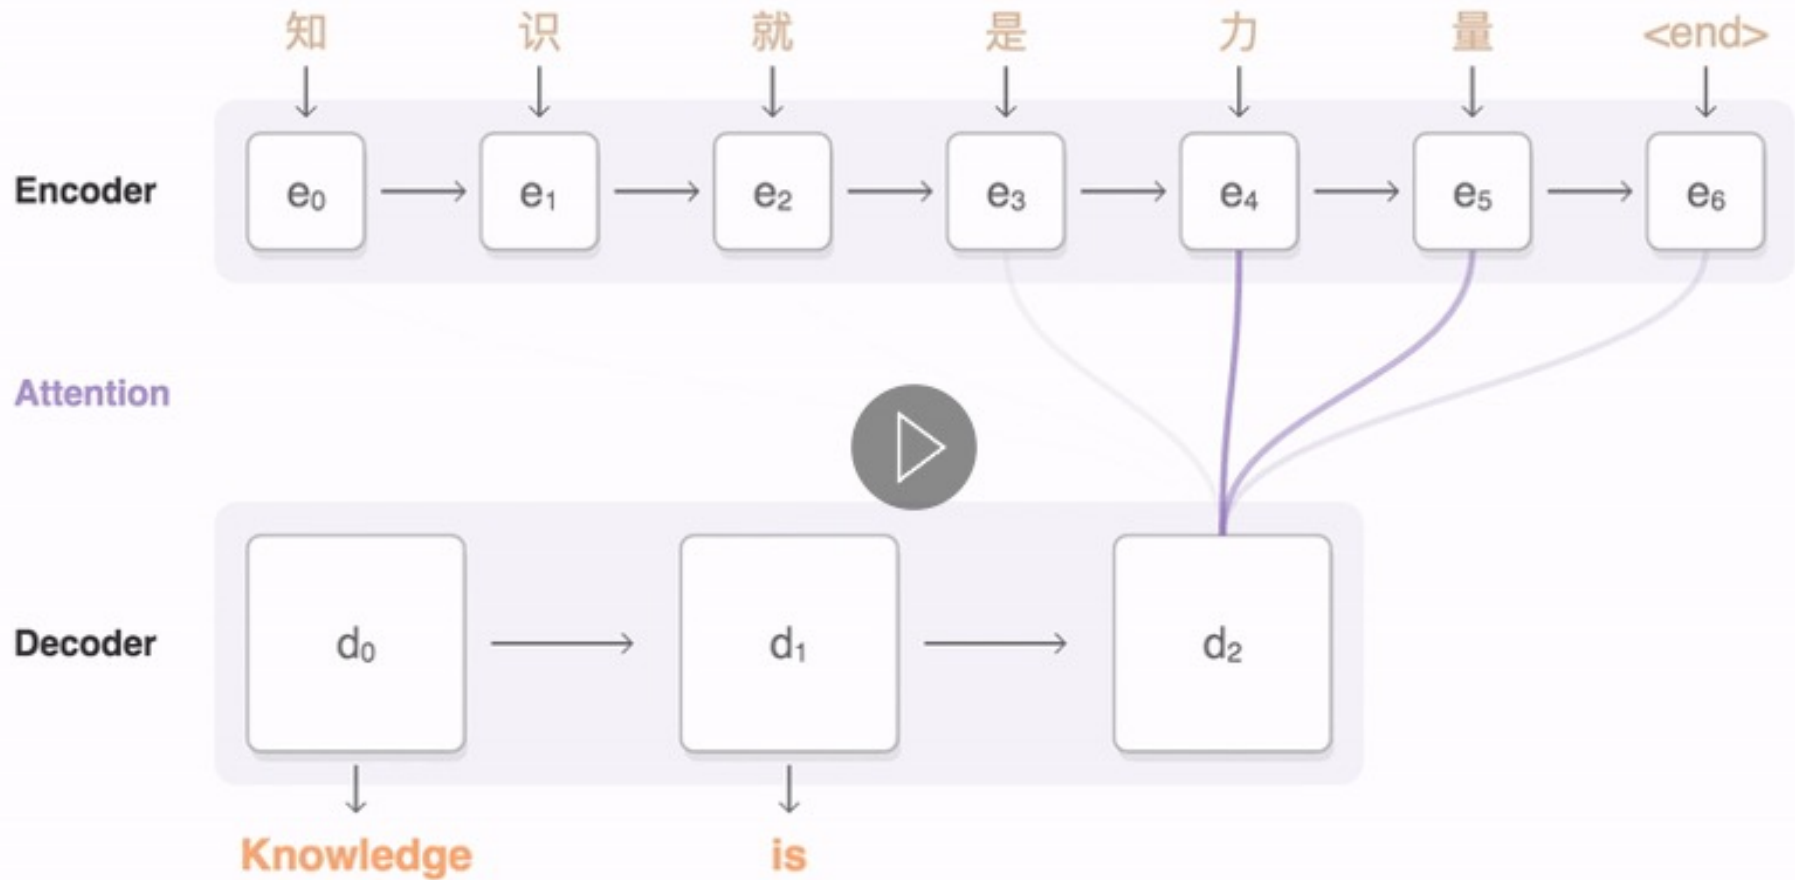 知 识 就 是 力 量 <end>
Encoder e₀ e₁ e₂ e₃ e₄ e₅ e₆
Attention
Decoder d₀ d₁ d₂
Knowledge is